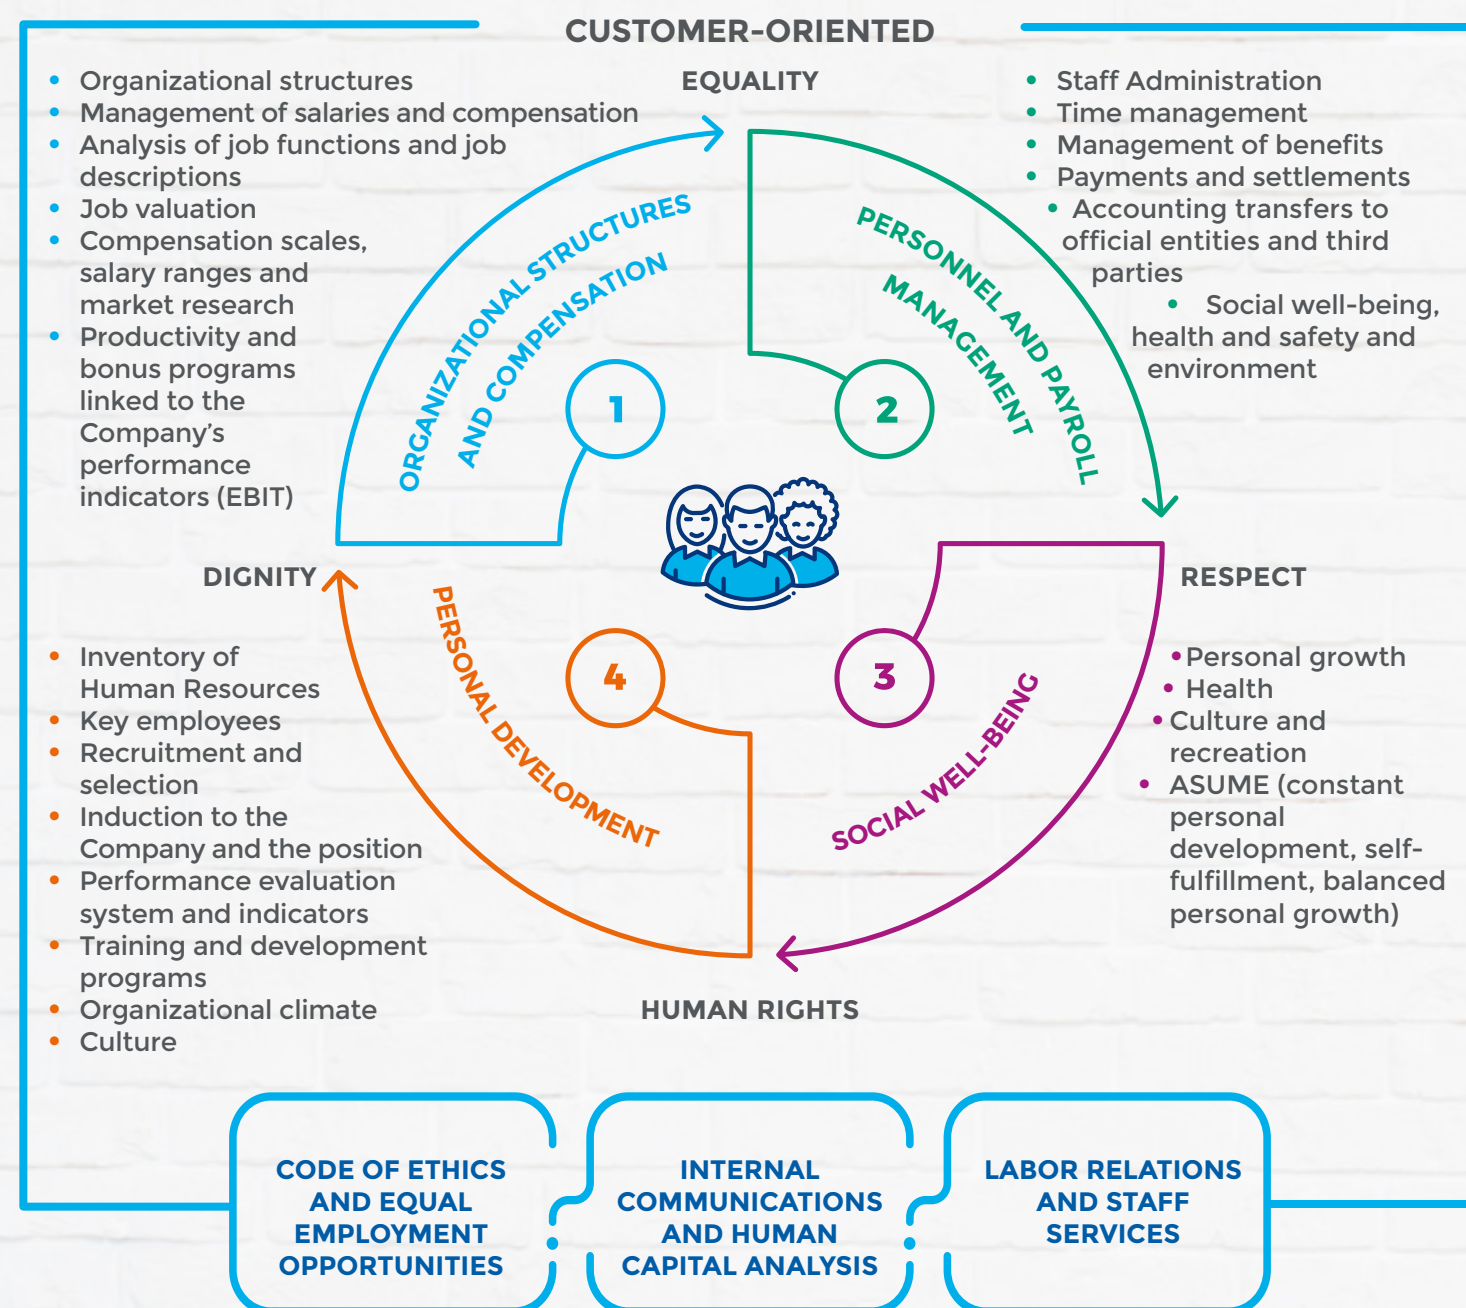 CUSTOMER-ORIENTED
EQUALITY
• Organizational structures
• Management of salaries and compensation
• Analysis of job functions and job
descriptions
• Job valuation
• Compensation scales,
salary ranges and
market research
• Productivity and
bonus programs
linked to the
Company’s
performance
indicators (EBIT)
ORGANIZATIONAL STRUCTURES
AND COMPENSATION
1
PERSONNEL AND PAYROLL
MANAGEMENT
2
• Staff Administration
• Time management
• Management of benefits
• Payments and settlements
• Accounting transfers to
official entities and third
parties
• Social well-being,
health and safety and
environment
DIGNITY
RESPECT
• Inventory of
Human Resources
• Key employees
• Recruitment and
selection
• Induction to the
Company and the position
• Performance evaluation
system and indicators
• Training and development
programs
• Organizational climate
• Culture
PERSONAL DEVELOPMENT
4
3
SOCIAL WELL-BEING
• Personal growth
• Health
• Culture and
recreation
• ASUME (constant
personal
development, self-
fulfillment, balanced
personal growth)
HUMAN RIGHTS
CODE OF ETHICS
AND EQUAL
EMPLOYMENT
OPPORTUNITIES
INTERNAL
COMMUNICATIONS
AND HUMAN
CAPITAL ANALYSIS
LABOR RELATIONS
AND STAFF
SERVICES